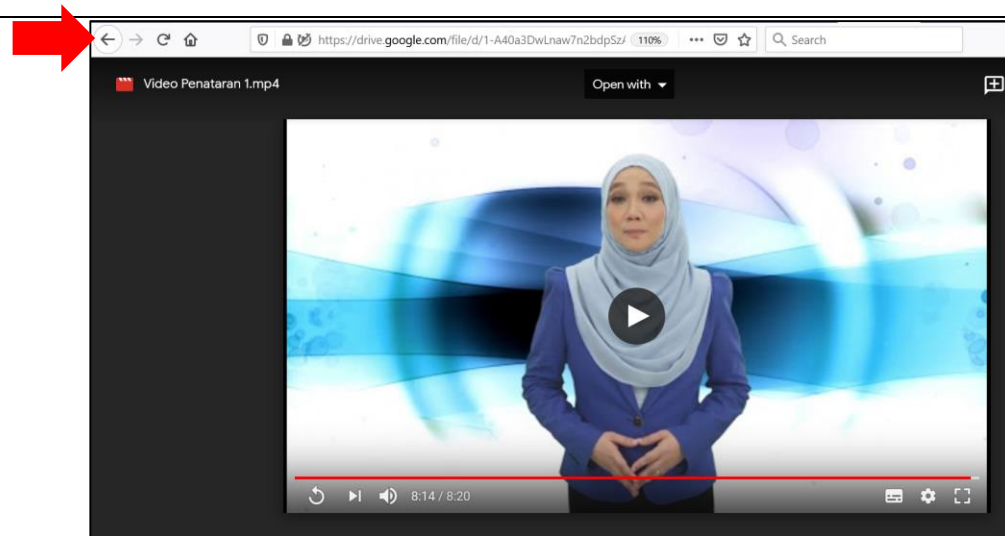 https://drive.google.com/file/d/1-A40a3DwLnaw7n2bdpSz/ 110% Search
Video Penataran 1.mp4 Open with
8:14 / 8:20